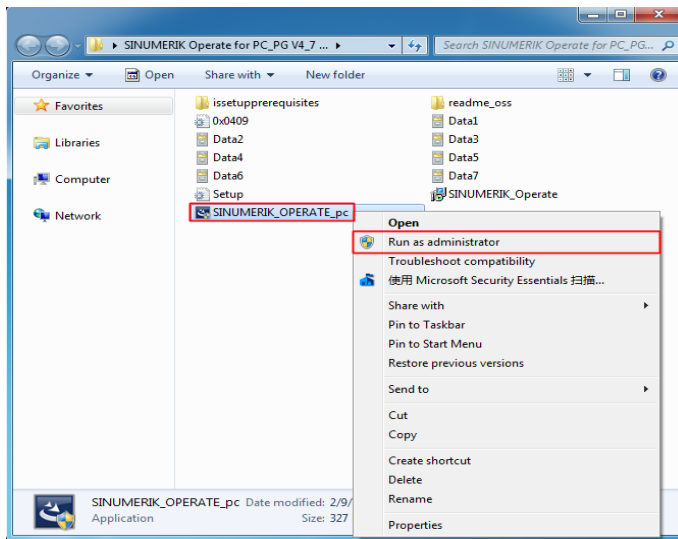 SINUMERIK Operate for PC_PG V4_7 ...
Search SINUMERIK Operate for PC_PG...
Organize
Open
Share with
New folder
Favorites
Libraries
Computer
Network
issetupprerequisites
readme_oss
0x0409
Data1
Data2
Data3
Data4
Data5
Data6
Data7
Setup
SINUMERIK_Operate
SINUMERIK_OPERATE_pc
Open
Run as administrator
Troubleshoot compatibility
使用 Microsoft Security Essentials 扫描...
Share with
Pin to Taskbar
Pin to Start Menu
Restore previous versions
Send to
Cut
Copy
Create shortcut
Delete
Rename
Properties
SINUMERIK_OPERATE_pc Date modified: 2/9/
Application Size: 327